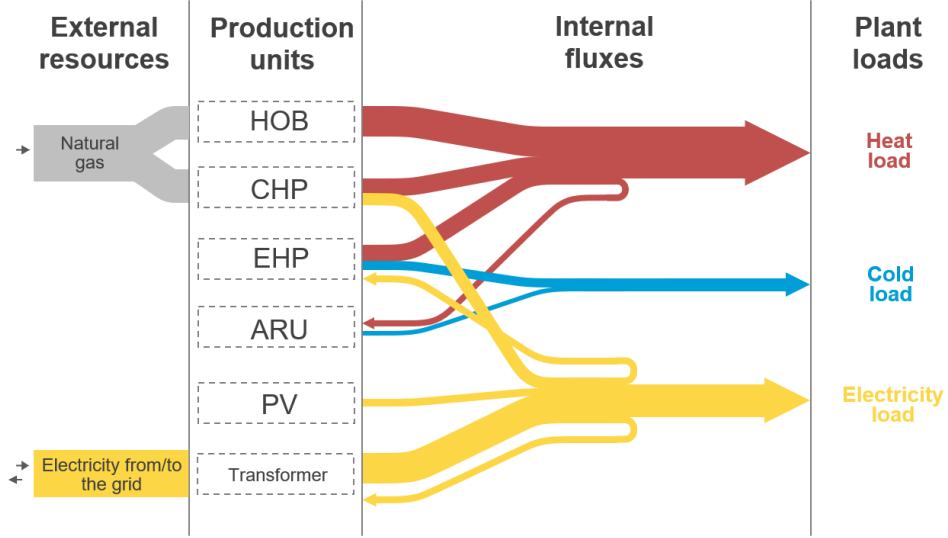 External
resources
Production
units
Internal
fluxes
Plant
loads
Natural
gas
HOB
CHP
EHP
ARU
PV
Transformer
Electricity from/to
the grid
Heat
load
Cold
load
Electricity
load